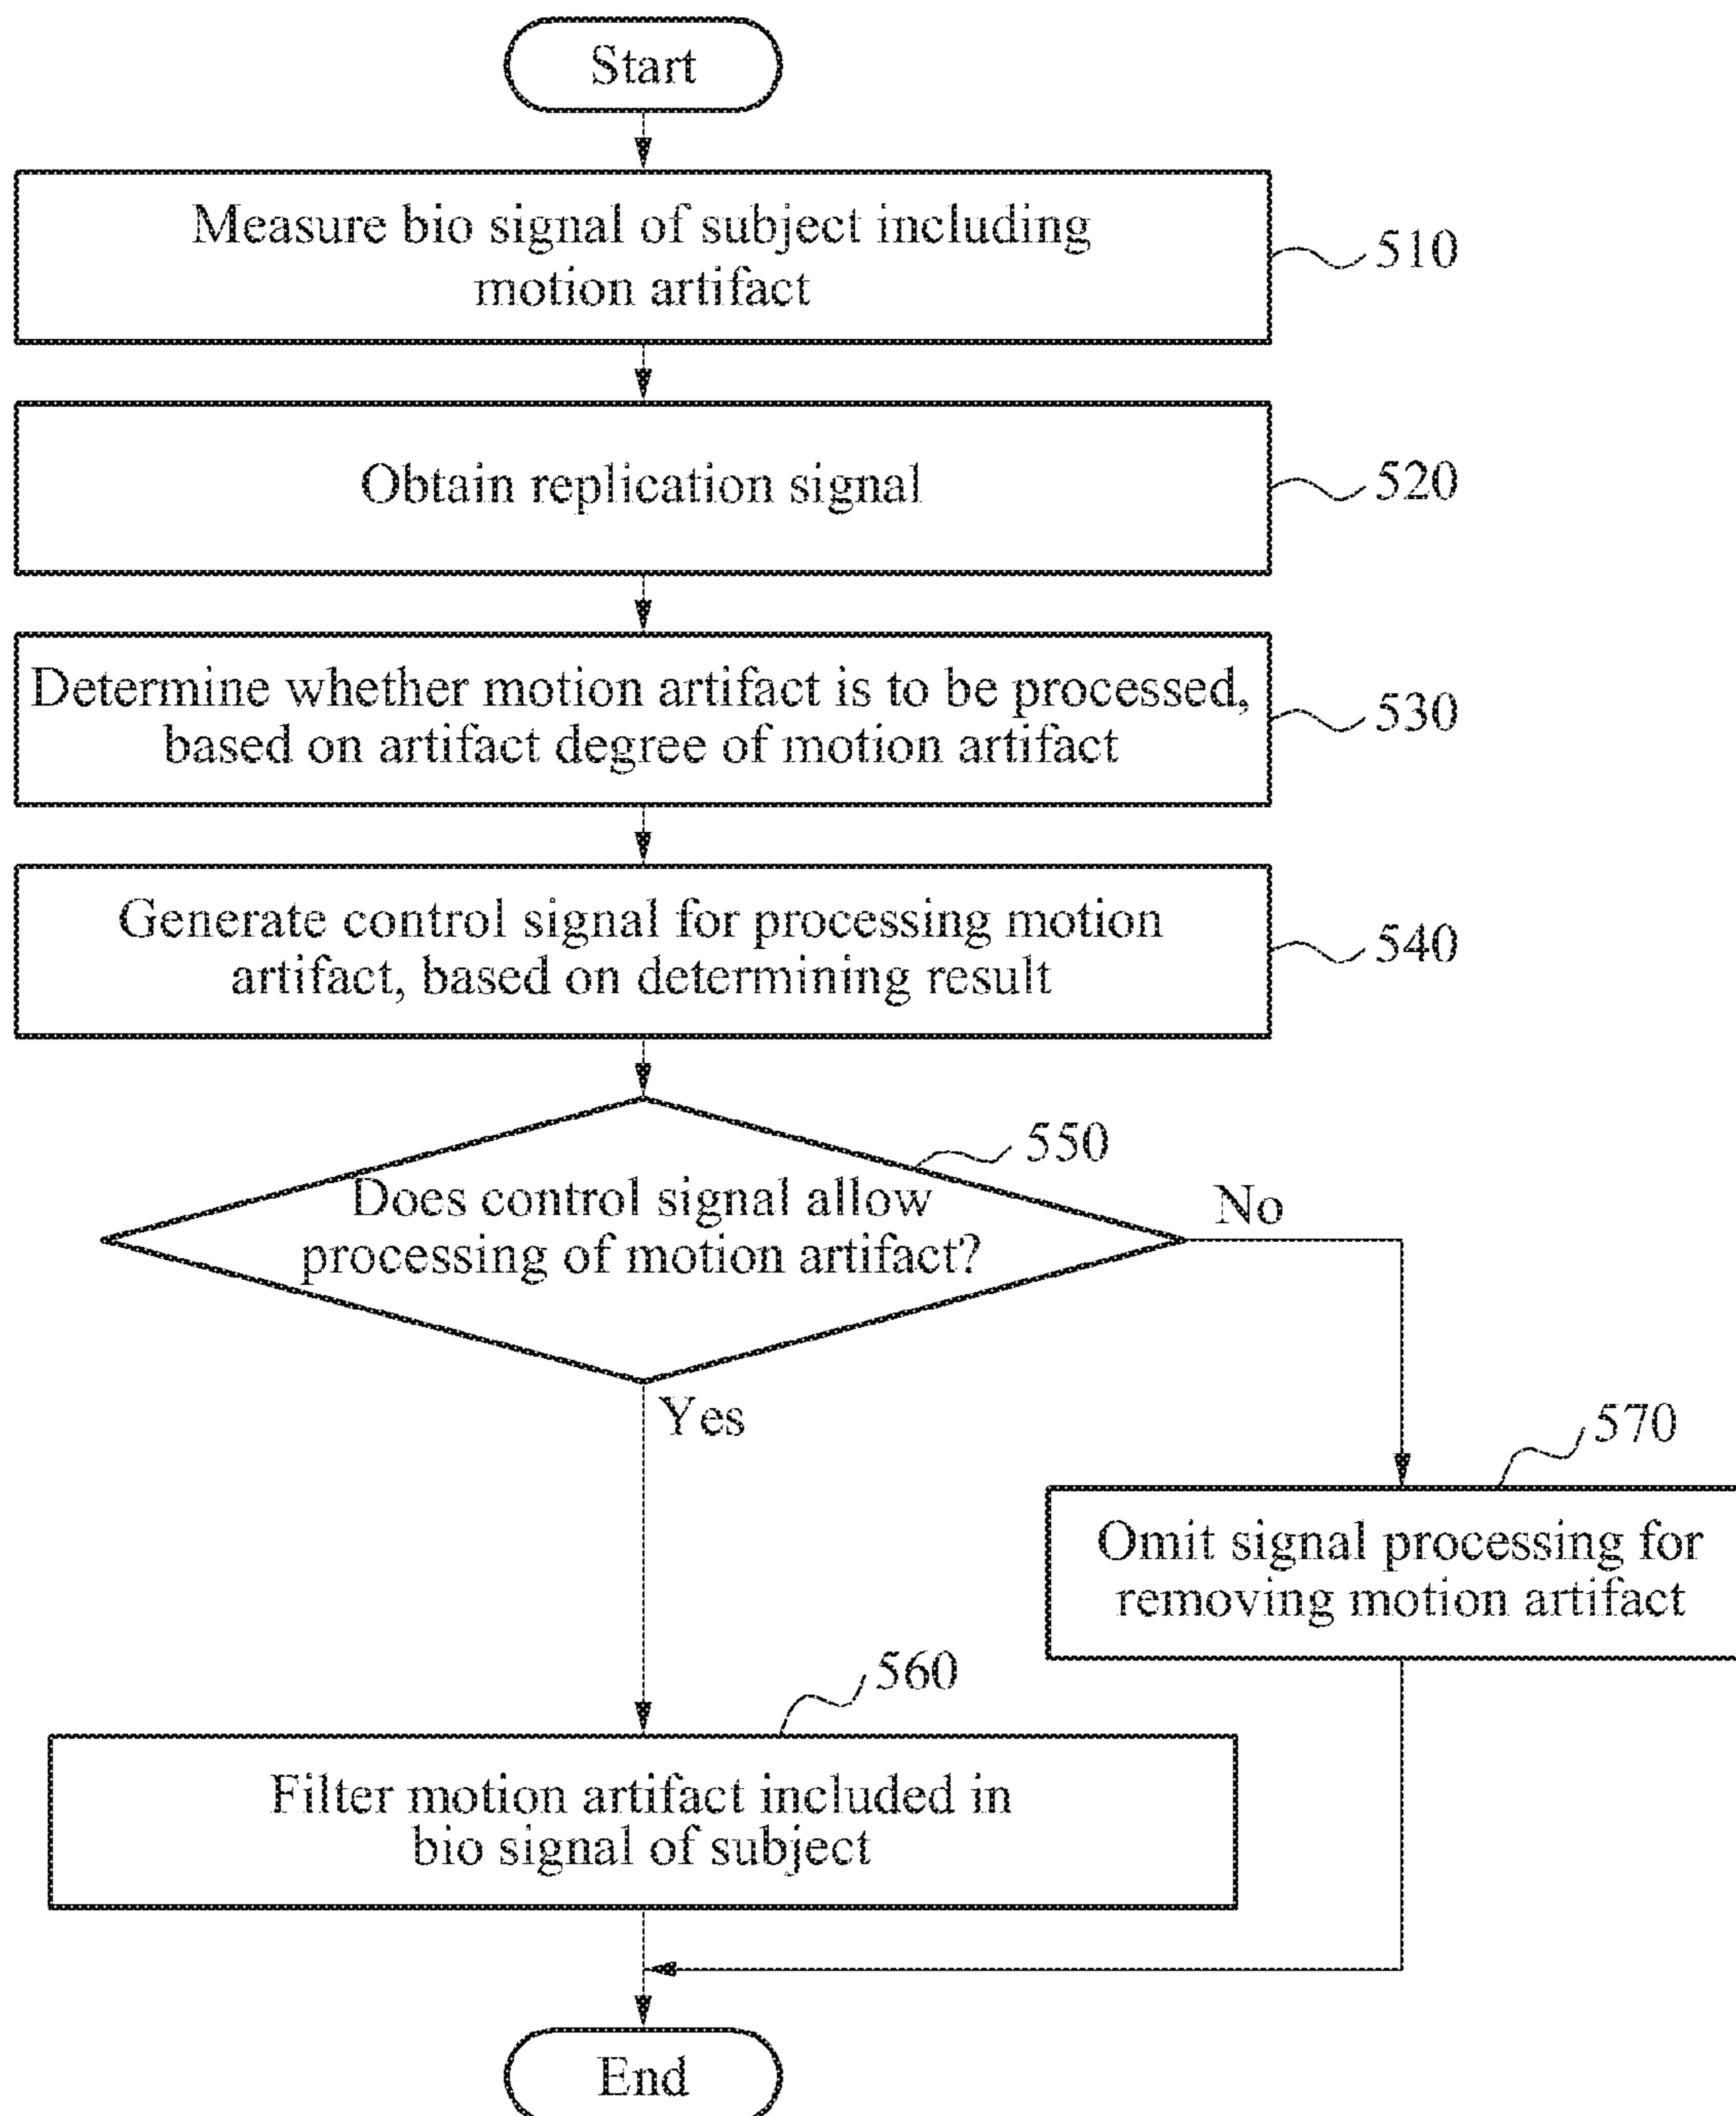 Start
Measure bio signal of subject including
motion artifact
510
Obtain replication signal
520
Determine whether motion artifact is to be processed,
based on artifact degree of motion artifact
530
Generate control signal for processing motion
artifact, based on determining result
540
550
Does control signal allow
processing of motion artifact?
No
Yes
570
Omit signal processing for
removing motion artifact
560
Filter motion artifact included in
bio signal of subject
End